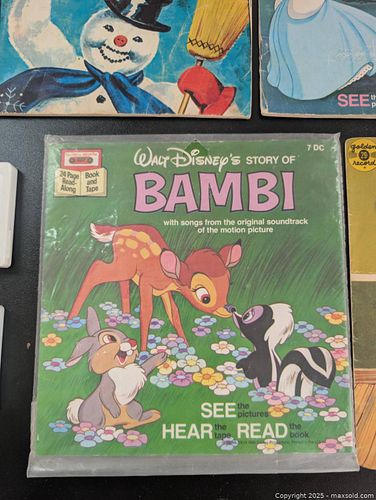 SEE the
golden
record
7 DC
24 Page
Read-
Along
Book
and
Tape
WALT DISNEY'S STORY OF
BAMBI
with songs from the original soundtrack
of the motion picture
SEE the pictures
HEAR the tape READ the book
Copyright 2025 - maxsold.com